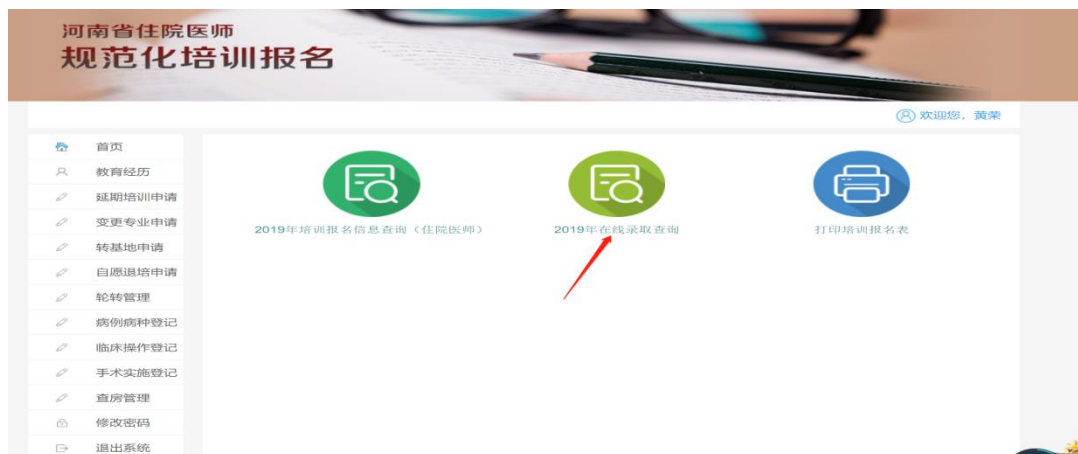 河南省住院医师
规范化培训报名
欢迎您，黄荣
首页
教育经历
延期培训申请
变更专业申请
转基地申请
自愿退培申请
轮转管理
病例病种登记
临床操作登记
手术实施登记
查房管理
修改密码
退出系统
2019年培训报名信息查询（住院医师）
2019年在线录取查询
打印培训报名表